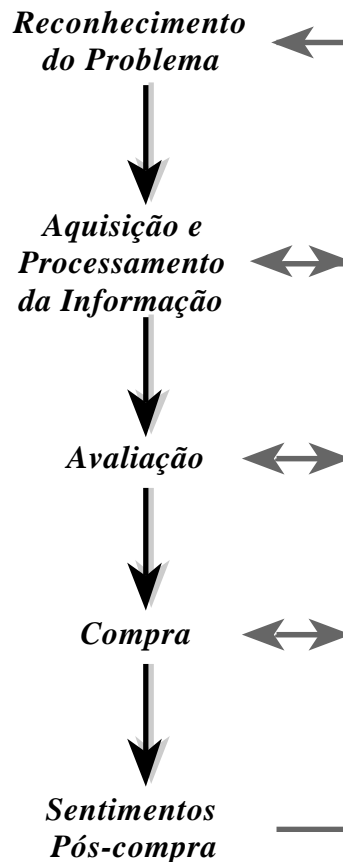 Reconhecimento
do Problema
Aquisição e
Processamento
da Informação
Avaliação
Compra
Sentimentos
Pós-compra